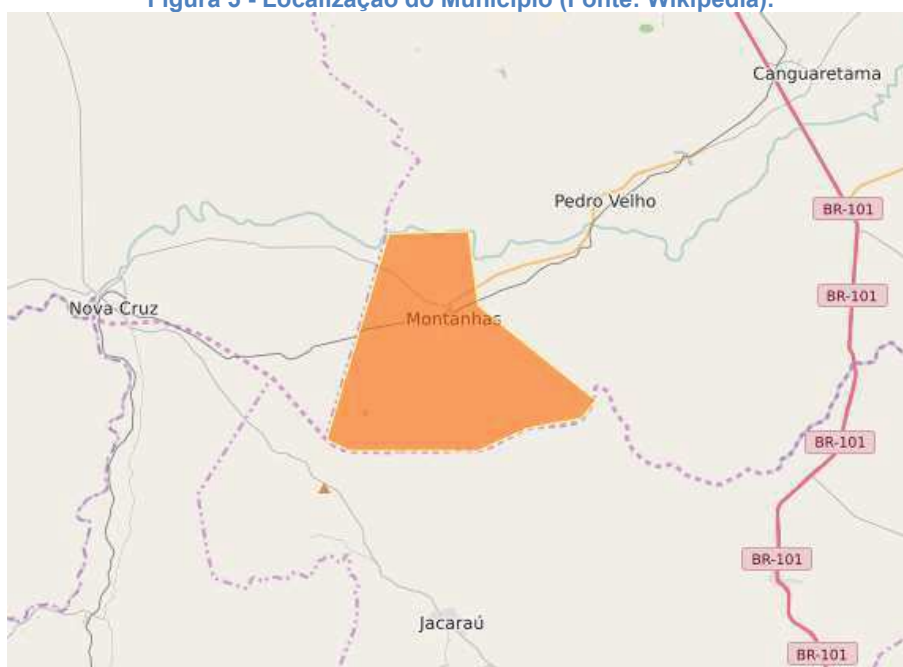 Figura 5 - Localização do Município (Fonte: Wikipedia).
Canguaretama
Pedro Velho
BR-101
BR-101
Nova Cruz
Montanhas
BR-101
BR-101
Jacaraú
BR-101